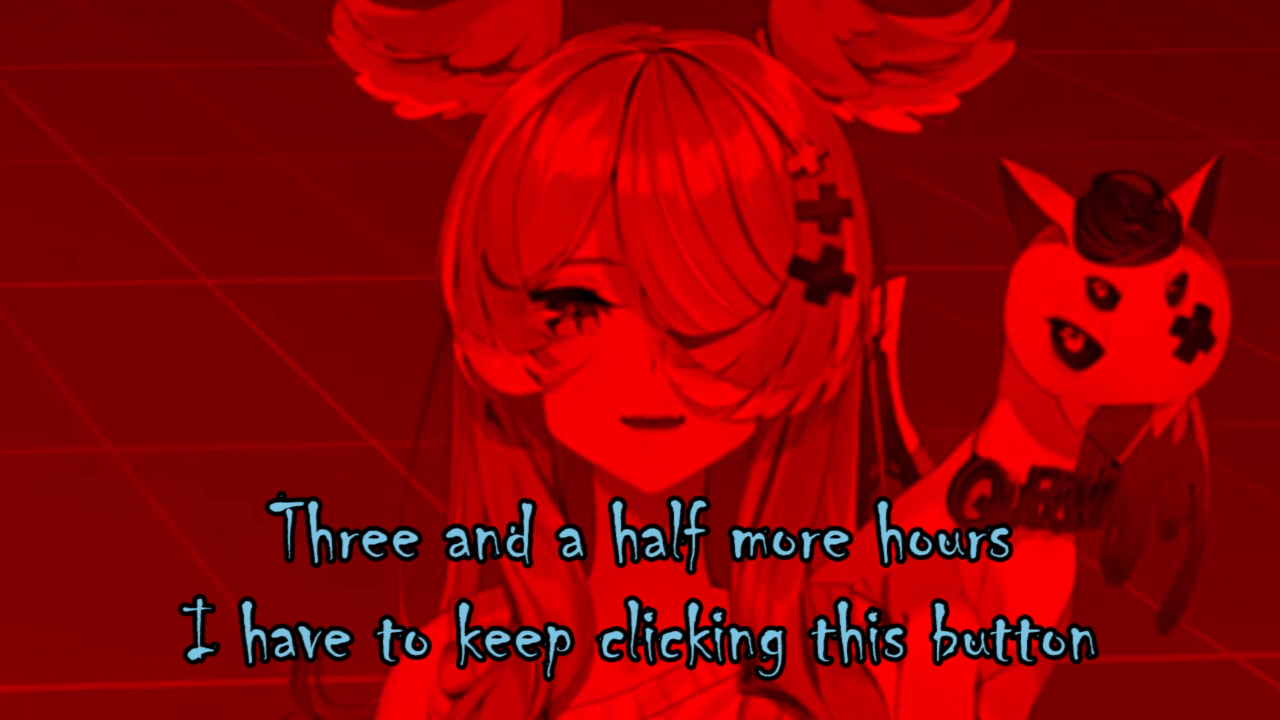 Three and a half more hours
I have to keep clicking this button